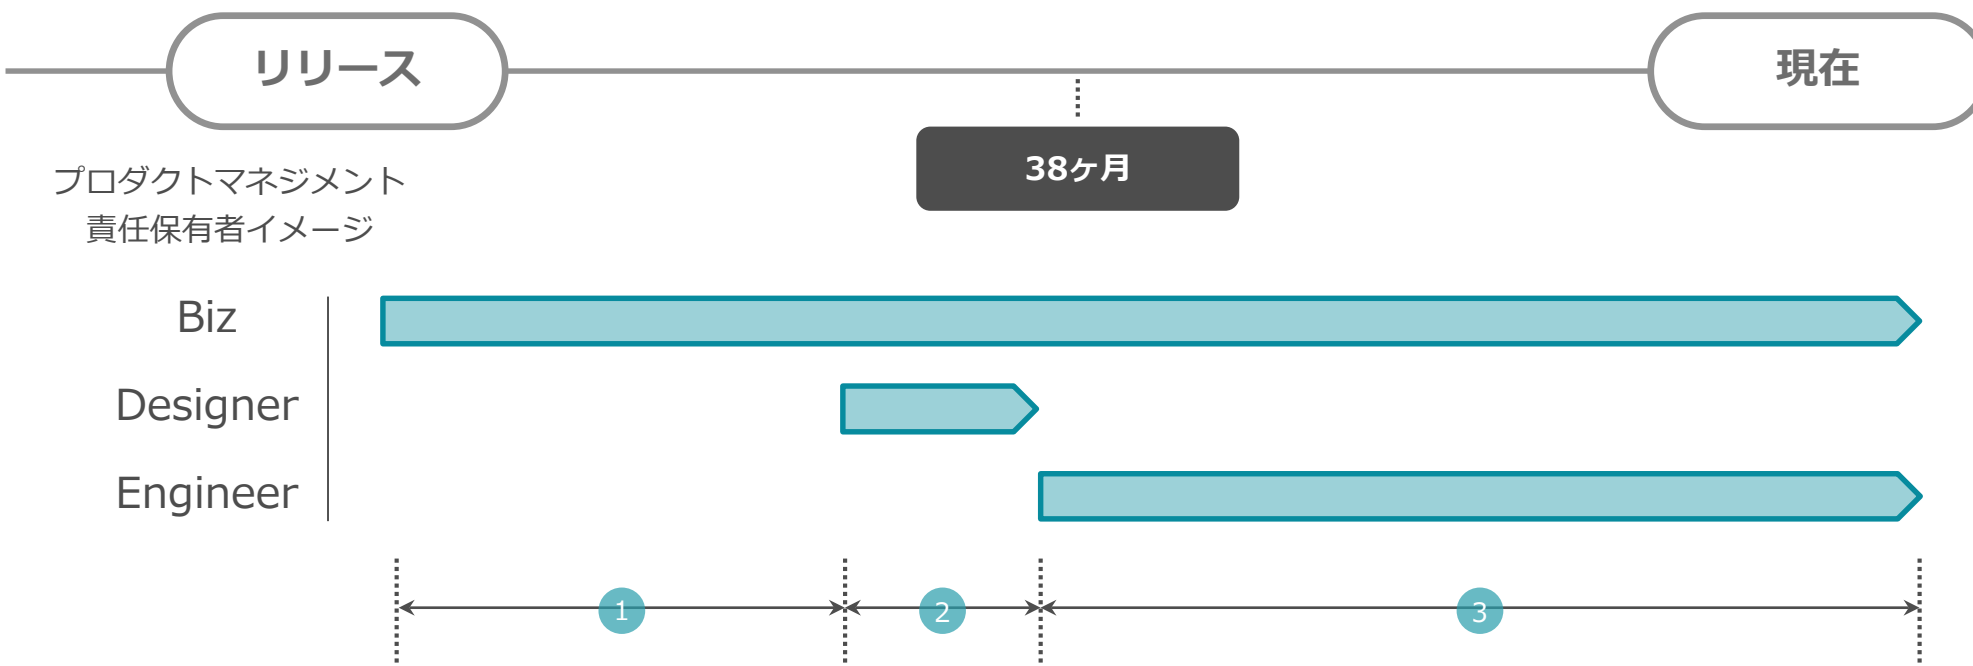 リリース
現在
38ヶ月
プロダクトマネジメント
責任保有者イメージ
Biz
Designer
Engineer
1
2
3